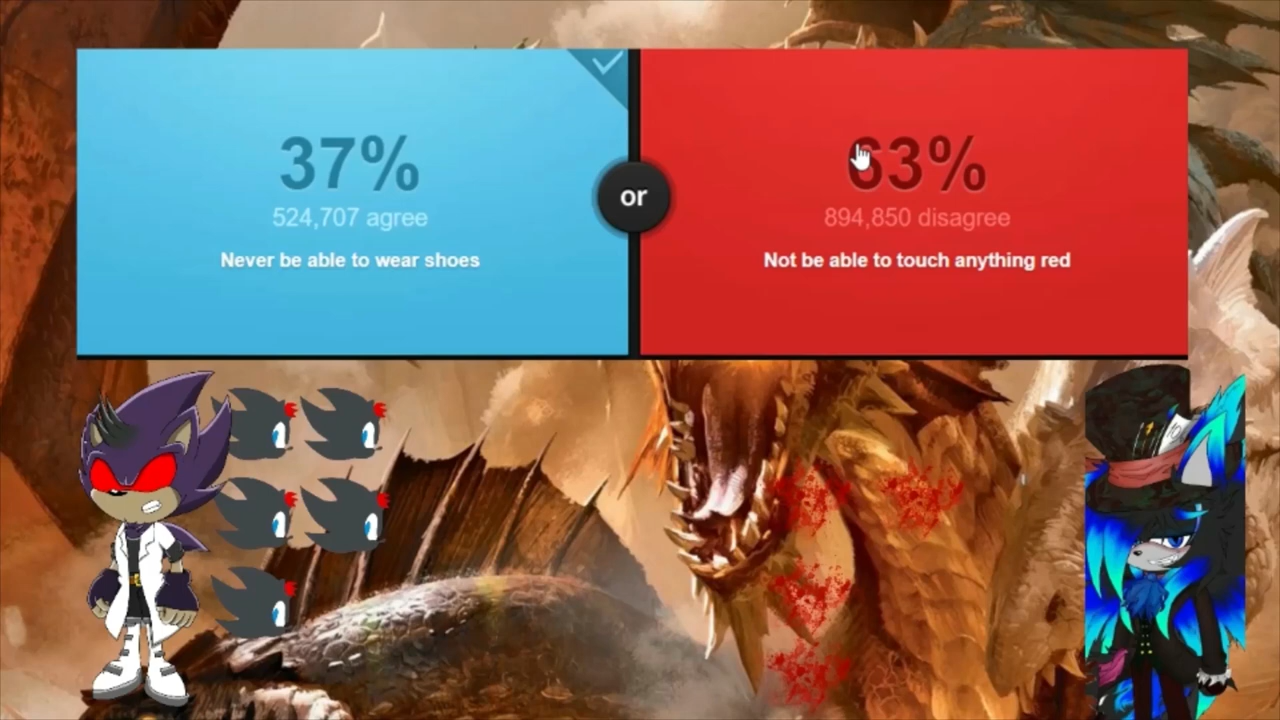 37%
524,707 agree
Never be able to wear shoes
or
63%
894,850 disagree
Not be able to touch anything red